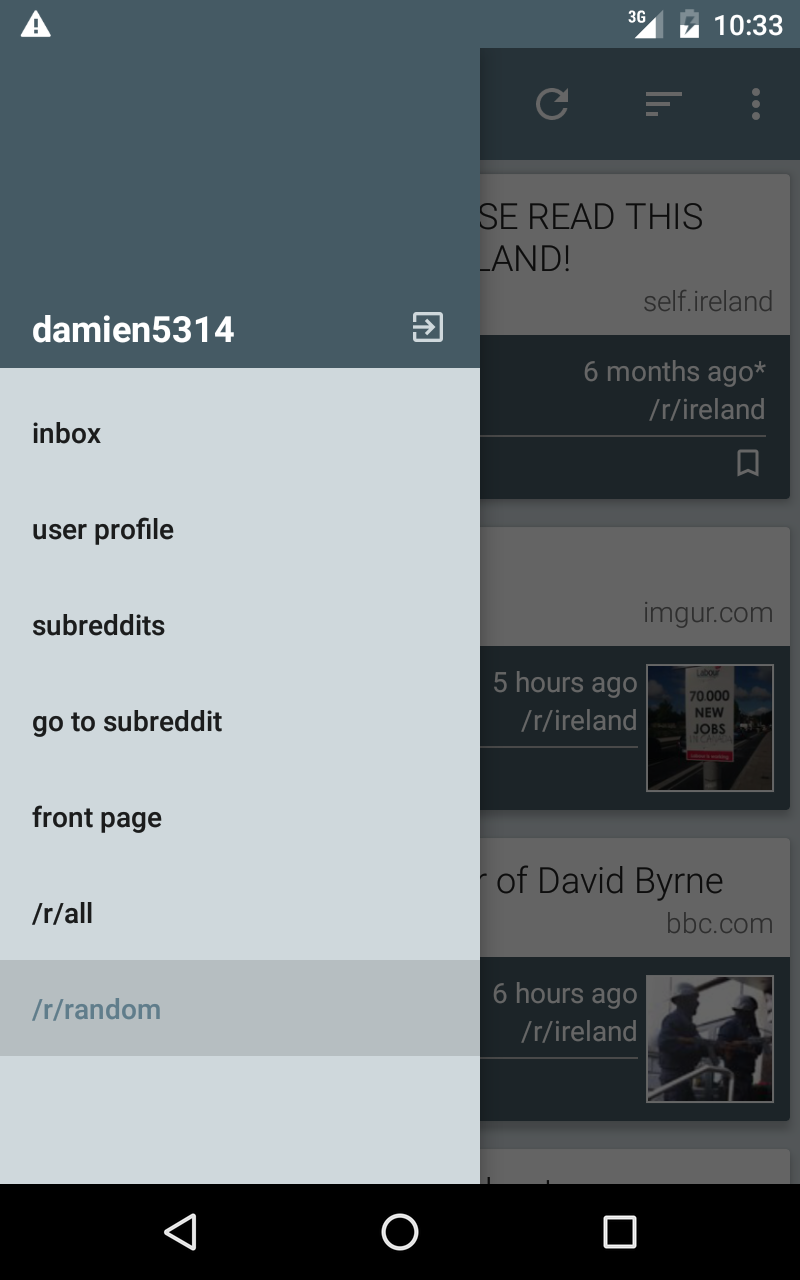 3G 10:33
damien5314
inbox
user profile
subreddits
go to subreddit
front page
/r/all
/r/random
SE READ THIS
LAND!
self.ireland
6 months ago*
/r/ireland
imgur.com
5 hours ago
/r/ireland
Labour
70,000
NEW
JOBS
of David Byrne
bbc.com
6 hours ago
/r/ireland